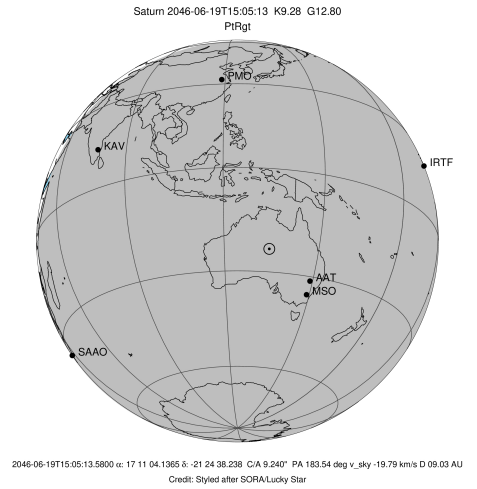 Saturn 2046-06-19T15:05:13  K9.28  G12.80
PtRgt
PMO
KAV
IRTF
AAT
MSO
SAAO
2046-06-19T15:05:13.5800 α: 17 11 04.1365 δ: -21 24 38.238  C/A 9.240"  PA 183.54 deg v_sky -19.79 km/s D 09.03 AU
Credit: Styled after SORA/Lucky Star